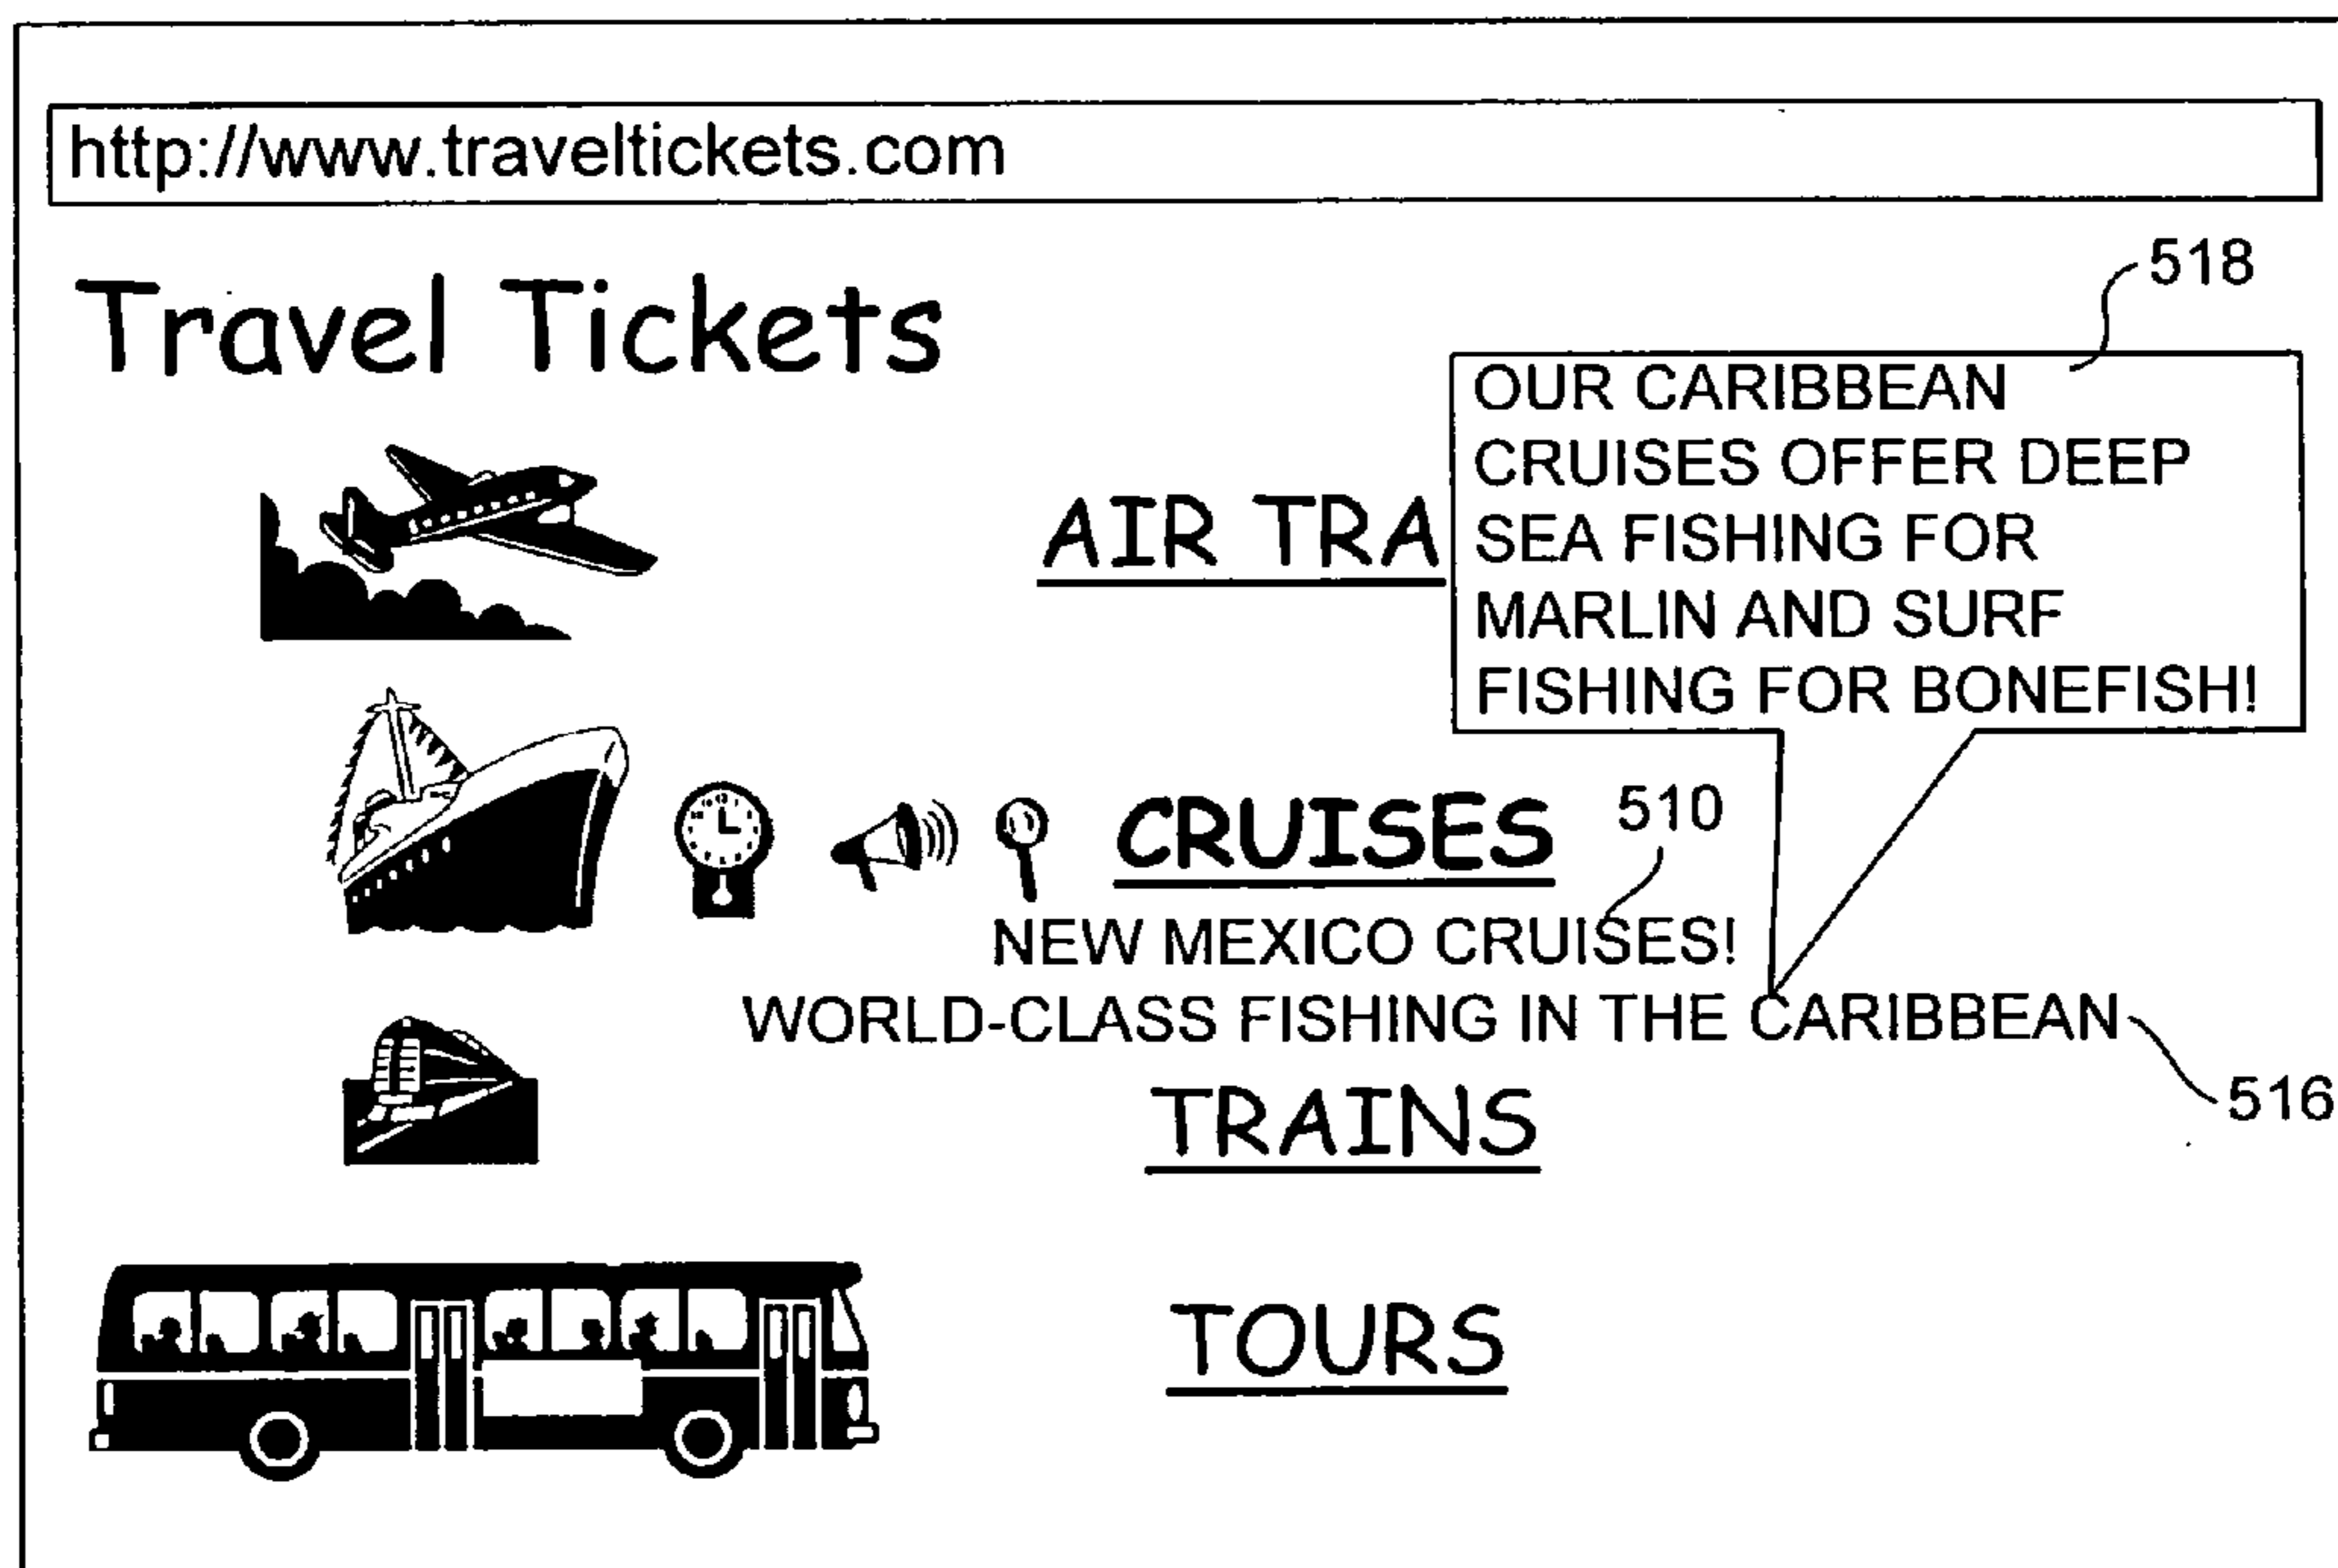 http://www.traveltickets.com
518
Travel Tickets
OUR CARIBBEAN
CRUISES OFFER DEEP
SEA FISHING FOR
MARLIN AND SURF
FISHING FOR BONEFISH!
AIR TRA
510
CRUISES
NEW MEXICO CRUISES!
WORLD-CLASS FISHING IN THE CARIBBEAN
516
TRAINS
TOURS